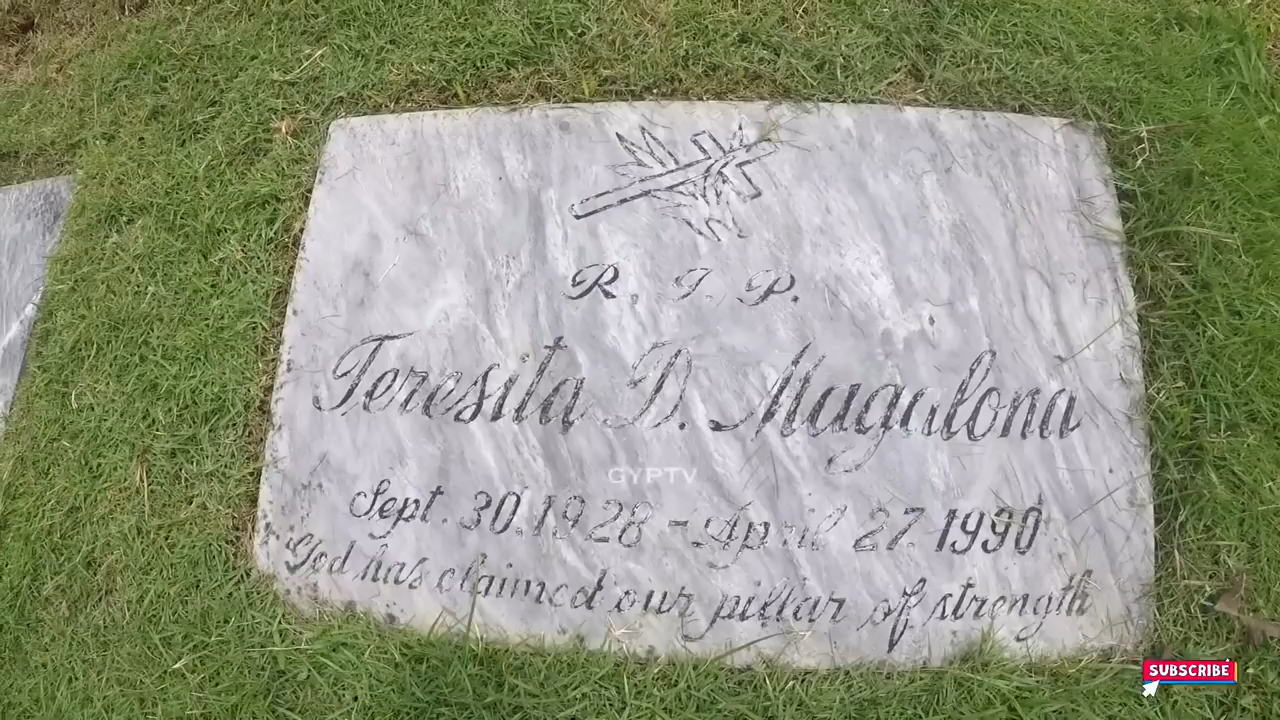 R. I. P.
Teresita D. Magalona
GYPTV
Sept. 30, 1928 - April 27, 1990
God has claimed our pillar of strength
SUBSCRIBE